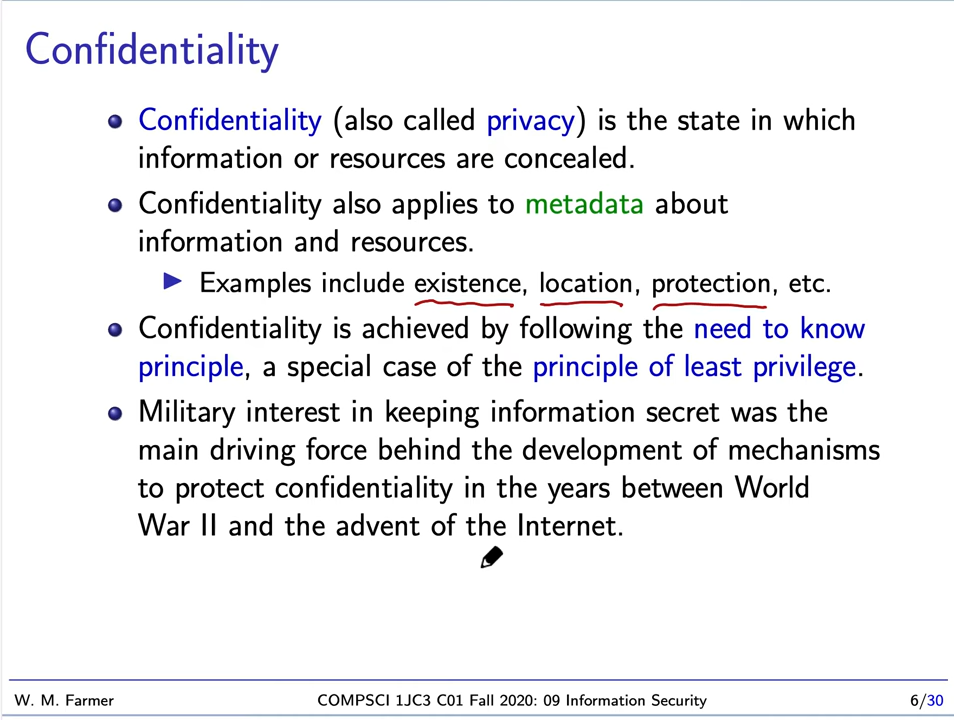 Confidentiality
Confidentiality (also called privacy) is the state in which
information or resources are concealed.
Confidentiality also applies to metadata about
information and resources.
Examples include existence, location, protection, etc.
Confidentiality is achieved by following the need to know
principle, a special case of the principle of least privilege.
Military interest in keeping information secret was the
main driving force behind the development of mechanisms
to protect confidentiality in the years between World
War II and the advent of the Internet.
W. M. Farmer COMPSCI 1JC3 C01 Fall 2020: 09 Information Security 6/30